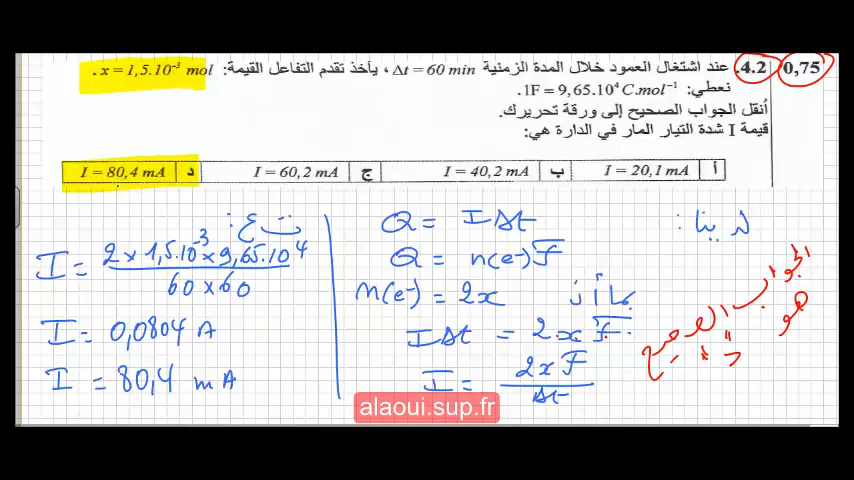 0,75 4.2. عند اشتغال العمود خلال المدة الزمنية Δt = 60 min ، يأخذ تقدم التفاعل القيمة: x = 1,5.10⁻³ mol .
نعطي: 1F = 9,65.10⁴ C.mol⁻¹.
أنقل الجواب الصحيح إلى ورقة تحريرك.
قيمة I شدة التيار المار في الدارة هي:
أ I = 20,1 mA ب I = 40,2 mA ج I = 60,2 mA د I = 80,4 mA
لدينا : Q = IΔt
Q = n(e⁻)F
بما أن n(e⁻) = 2x
IΔt = 2xF
I = 2xF / Δt
ت ع :
I = 2 x 1,5.10⁻³ x 9,65.10⁴ / 60 x 60
I = 0,0804 A
I = 80,4 mA
الجواب الصحيح
هو "د"
alaoui.sup.fr